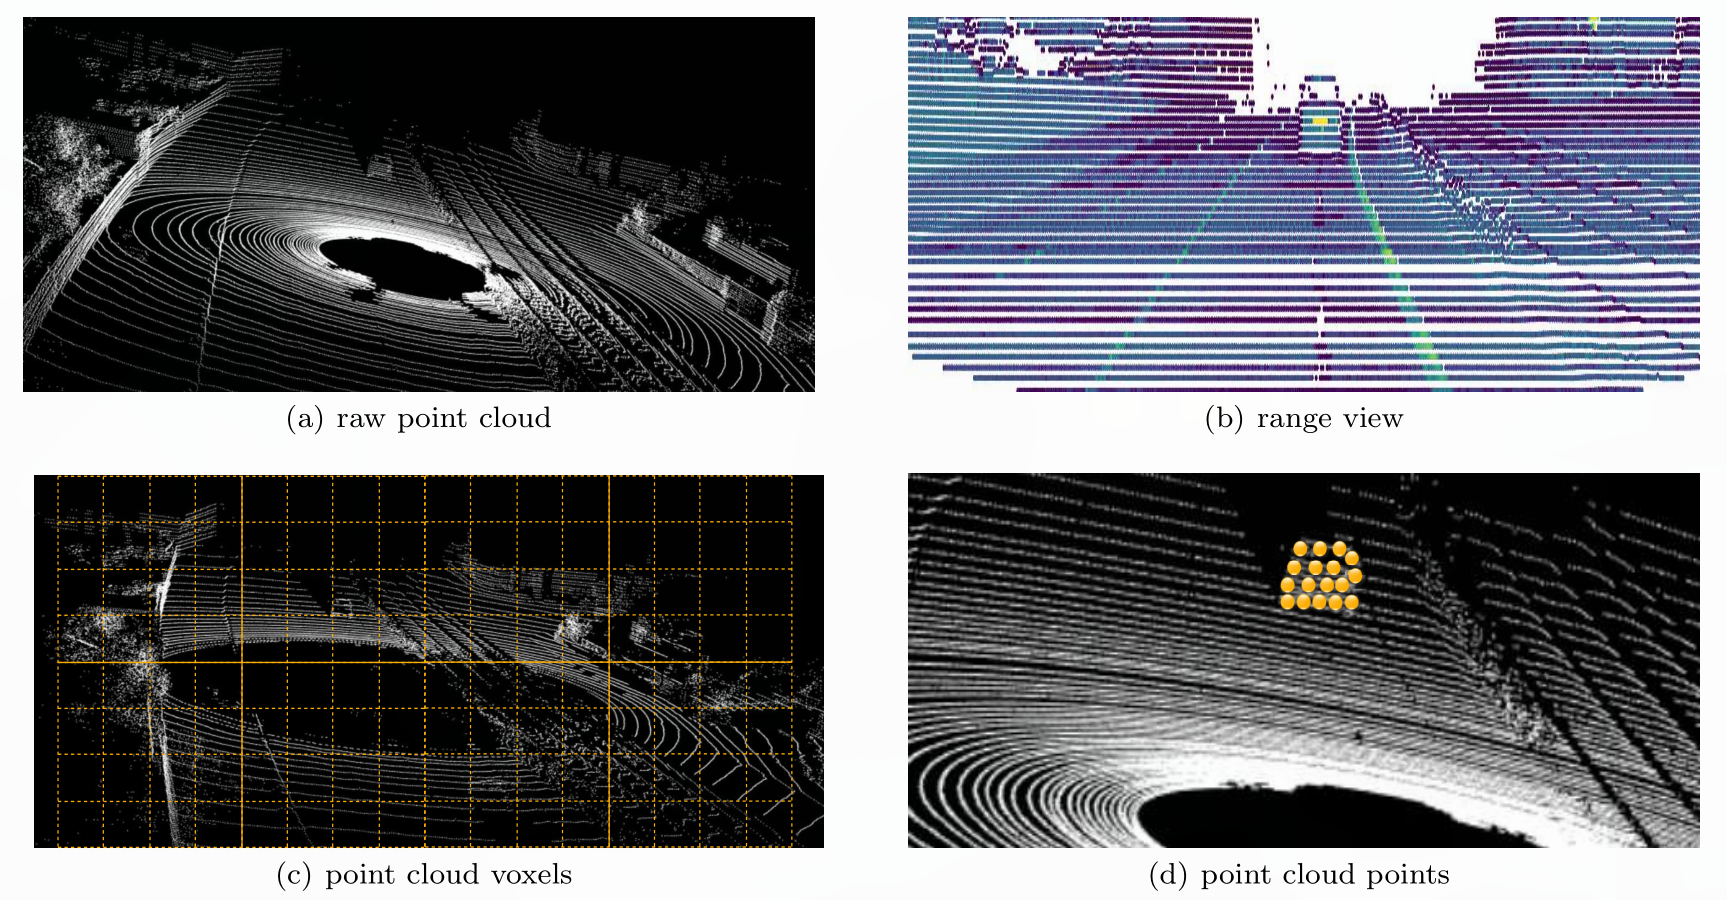 (a) raw point cloud
(b) range view
(c) point cloud voxels
(d) point cloud points